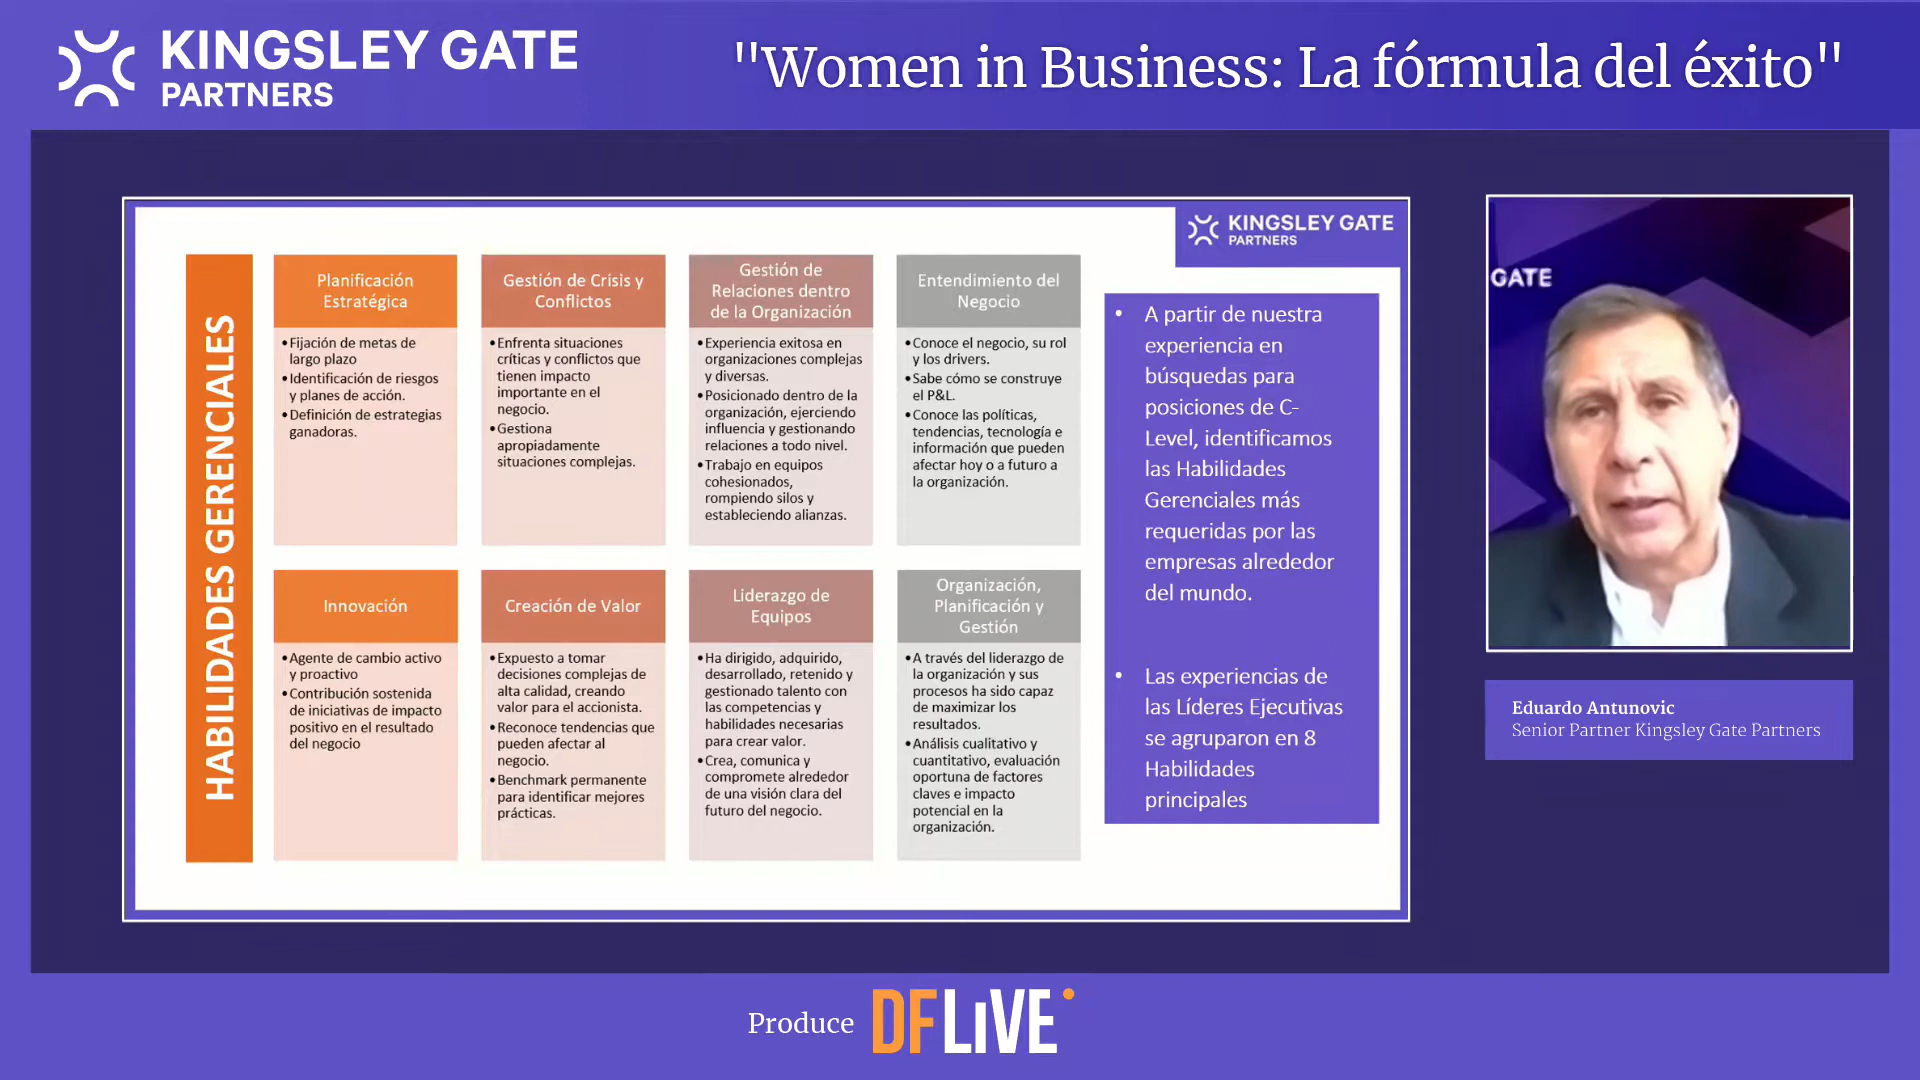 KINGSLEY GATE
PARTNERS
"Women in Business: La fórmula del éxito"
KINGSLEY GATE
PARTNERS
HABILIDADES GERENCIALES
Planificación
Estratégica
•Fijación de metas de
largo plazo
•Identificación de riesgos
y planes de acción.
•Definición de estrategias
ganadoras.
Gestión de Crisis y
Conflictos
•Enfrenta situaciones
críticas y conflictos que
tienen impacto
importante en el
negocio.
•Gestiona
apropiadamente
situaciones complejas.
Gestión de
Relaciones dentro
de la Organización
•Experiencia exitosa en
organizaciones complejas
y diversas.
•Posicionado dentro de la
organización, ejerciendo
influencia y gestionando
relaciones a todo nivel.
•Trabajo en equipos
cohesionados,
rompiendo silos y
estableciendo alianzas.
Entendimiento del
Negocio
•Conoce el negocio, su rol
y los drivers.
•Sabe cómo se construye
el P&L.
•Conoce las políticas,
tendencias, tecnología e
información que pueden
afectar hoy o a futuro a
la organización.
Innovación
•Agente de cambio activo
y proactivo
•Contribución sostenida
de iniciativas de impacto
positivo en el resultado
del negocio
Creación de Valor
•Expuesto a tomar
decisiones complejas de
alta calidad, creando
valor para el accionista.
•Reconoce tendencias que
pueden afectar al
negocio.
•Benchmark permanente
para identificar mejores
prácticas.
Liderazgo de
Equipos
•Ha dirigido, adquirido,
desarrollado, retenido y
gestionado talento con
las competencias y
habilidades necesarias
para crear valor.
•Crea, comunica y
compromete alrededor
de una visión clara del
futuro del negocio.
Organización,
Planificación y
Gestión
•A través del liderazgo de
la organización y sus
procesos ha sido capaz
de maximizar los
resultados.
•Análisis cualitativo y
cuantitativo, evaluación
oportuna de factores
claves e impacto
potencial en la
organización.
• A partir de nuestra
experiencia en
búsquedas para
posiciones de C-
Level, identificamos
las Habilidades
Gerenciales más
requeridas por las
empresas alrededor
del mundo.
• Las experiencias de
las Líderes Ejecutivas
se agruparon en 8
Habilidades
principales
GATE
Eduardo Antunovic
Senior Partner Kingsley Gate Partners
Produce DFLiVE